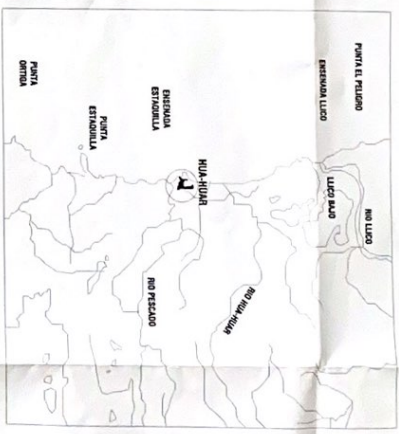 PUNTA EL PELIGRO
ENSENADA LLICO
RIO LLICO
LLICO BAJO
HUA-HUAR
RIO HUA-HUAR
ENSENADA
ESTAQUILLA
RIO PESCADO
PUNTA
ESTAQUILLA
PUNTA
ORTIGA